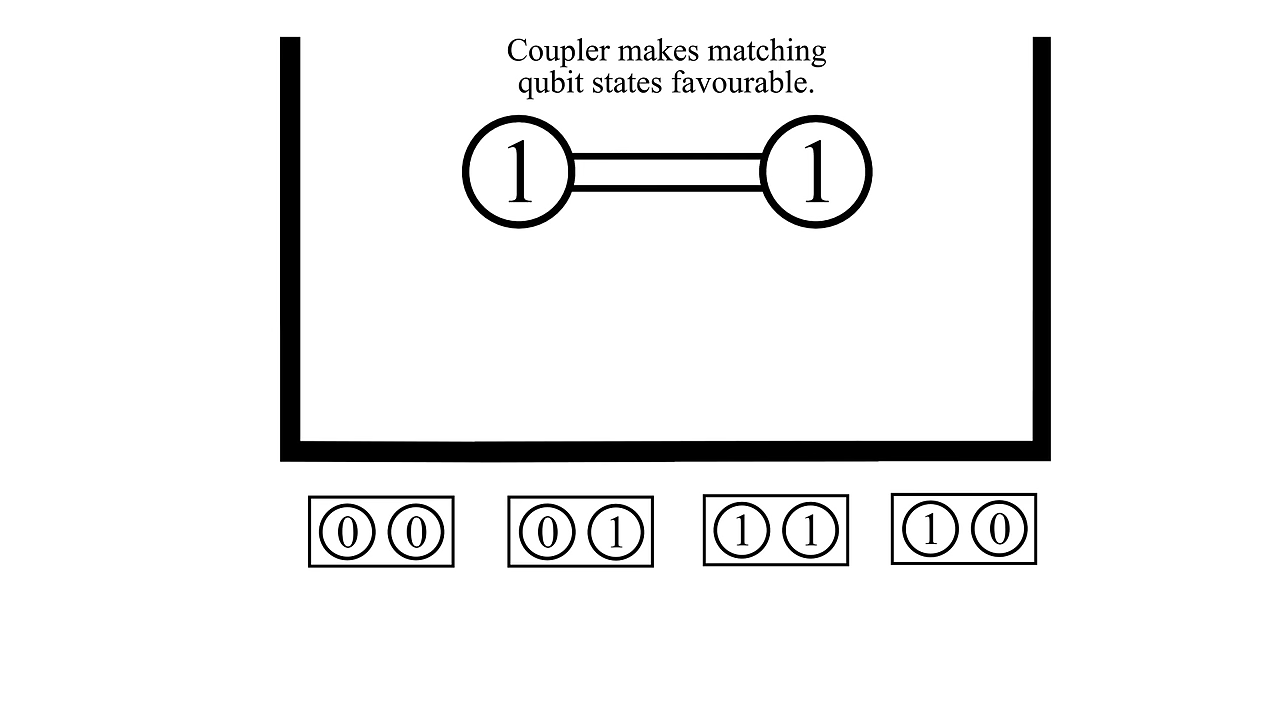 Coupler makes matching
qubit states favourable.
1 1
0 0 0 1 1 1 1 0